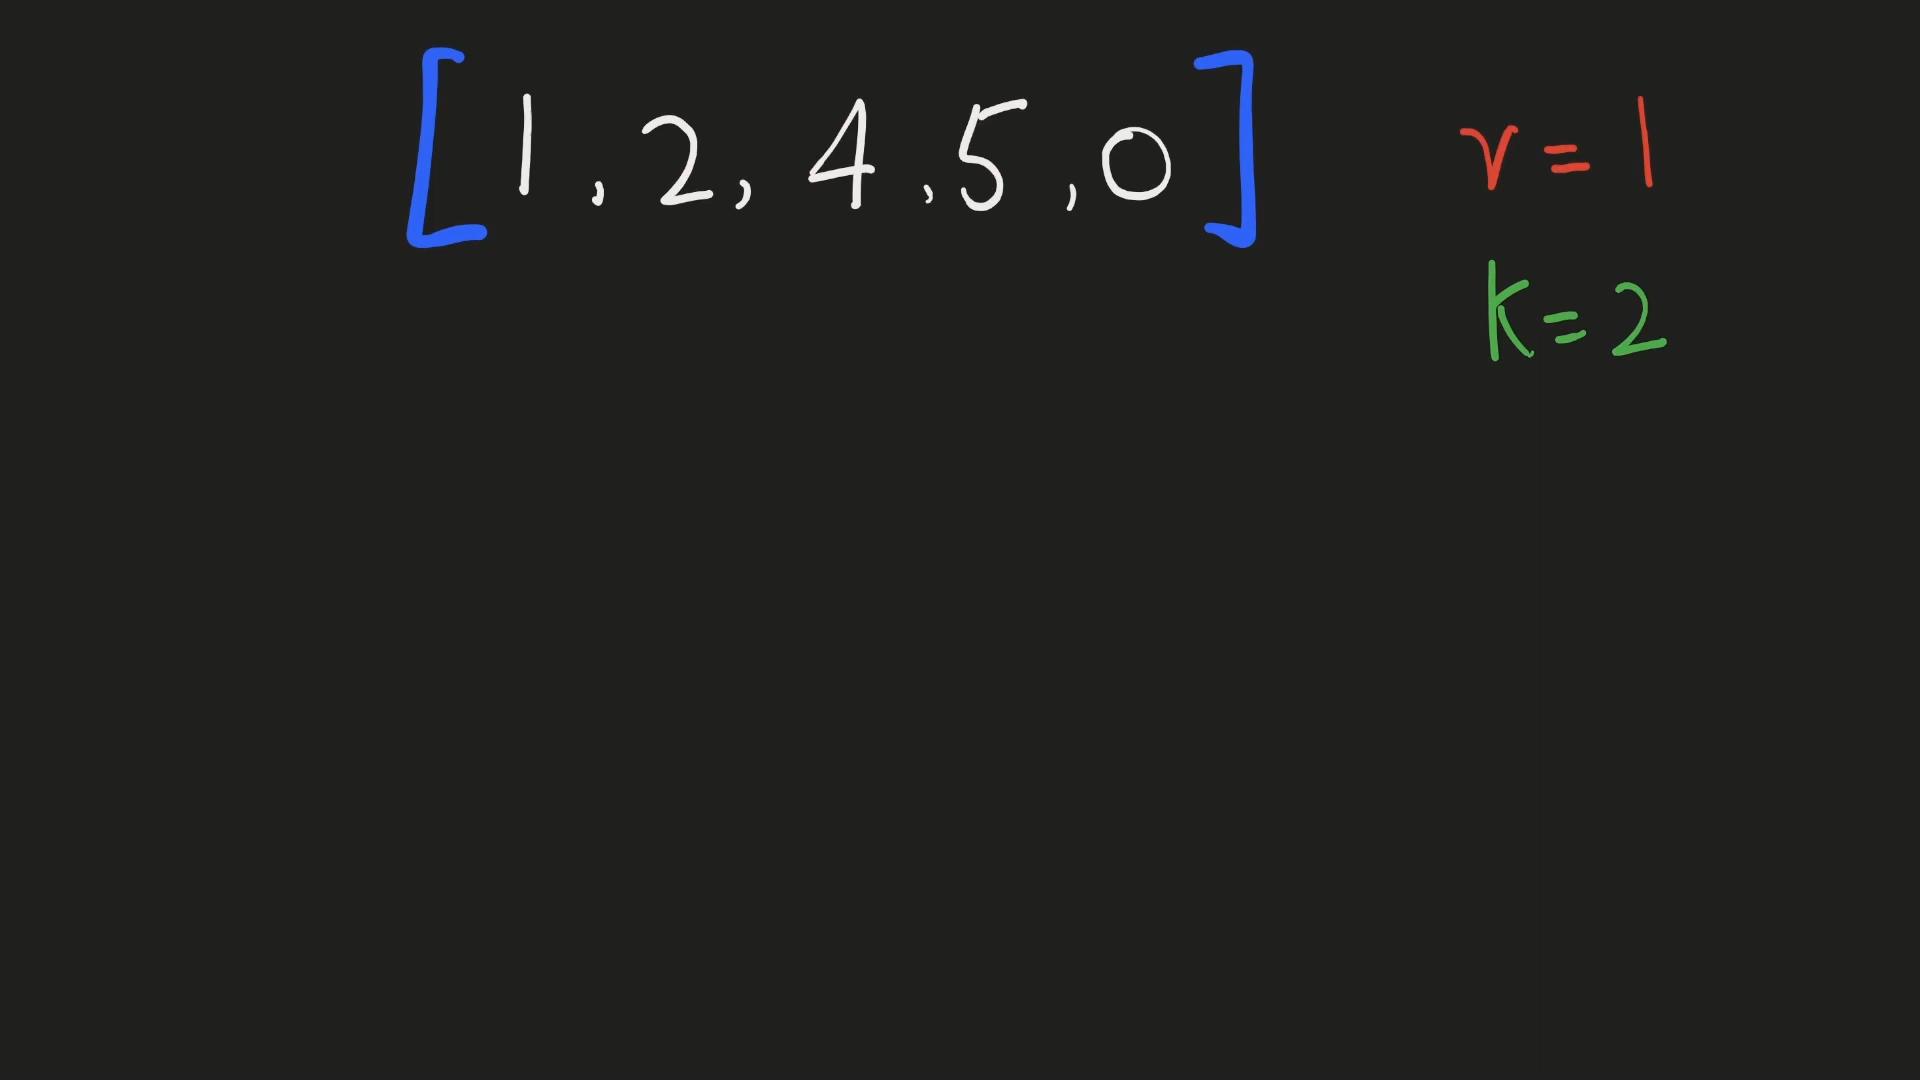 [1, 2, 4, 5, 0]
r = 1
k = 2